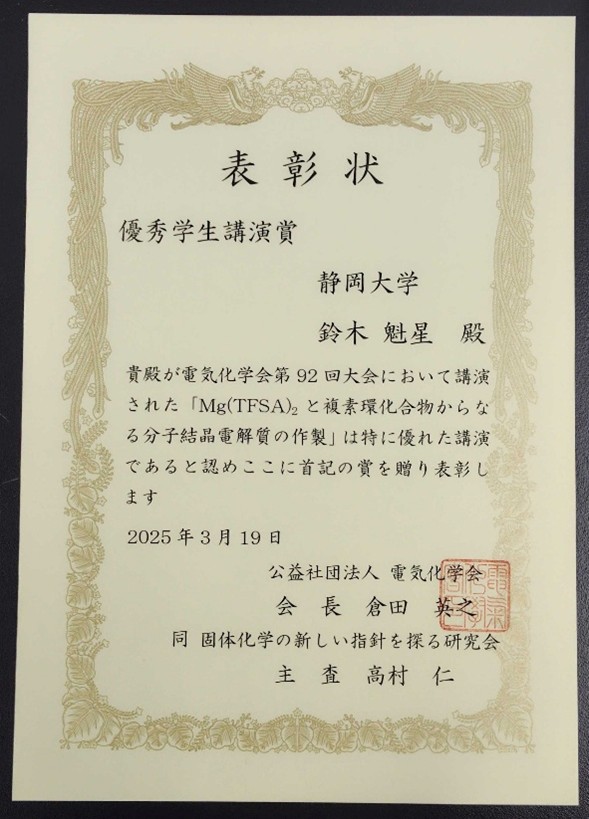 表彰状
優秀学生講演賞
静岡大学
鈴木 魁星 殿
貴殿が電気化学会第 92 回大会において講演
された「Mg(TFSA)₂ と複素環化合物からな
る分子結晶電解質の作製」は特に優れた講演
であると認めここに首記の賞を贈り表彰し
ます
2025 年 3 月 19 日
公益社団法人 電気化学会
会 長 倉田 英之
同 固体化学の新しい指針を探る研究会
主 査 高村 仁